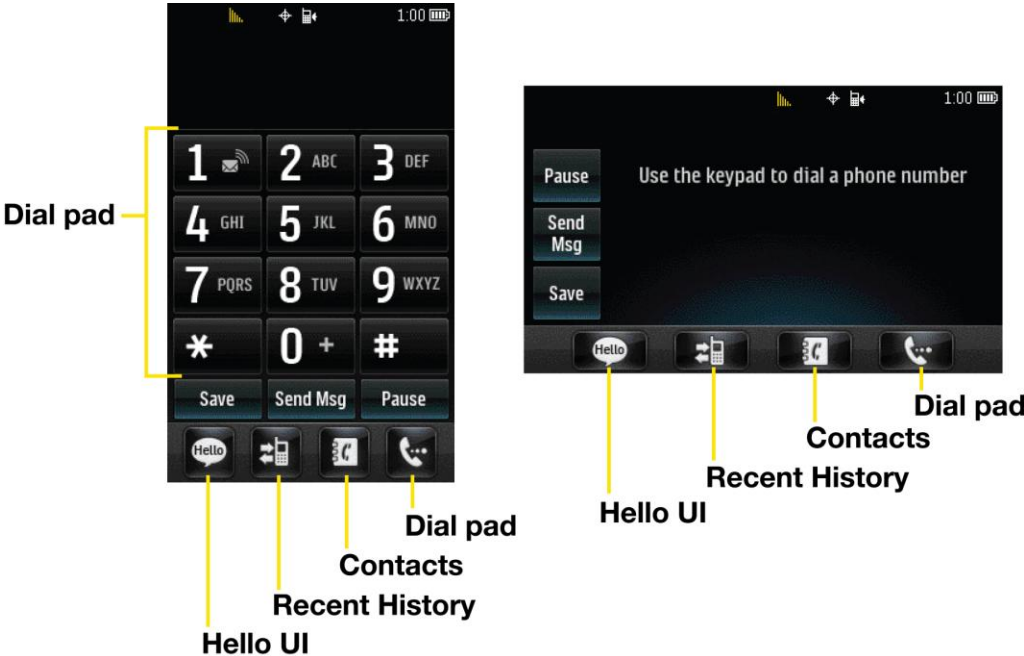 1:00
1
2 ABC
3 DEF
4 GHI
5 JKL
6 MNO
7 PQRS
8 TUV
9 WXYZ
*
0 +
#
Save Send Msg Pause
Hello
Dial pad
Dial pad
Contacts
Recent History
Hello UI
1:00
Pause
Use the keypad to dial a phone number
Send
Msg
Save
Hello
Dial pad
Contacts
Recent History
Hello UI